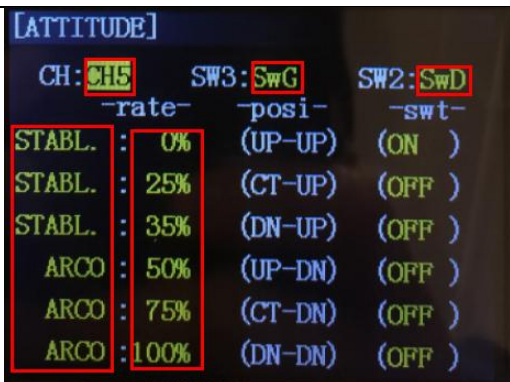 [ATTITUDE]
CH:CH5 SW3:SwG SW2:SwD
-rate- -posi- -swt-
STABL. : 0% (UP-UP) (ON )
STABL. : 25% (CT-UP) (OFF )
STABL. : 35% (DN-UP) (OFF )
ARCO : 50% (UP-DN) (OFF )
ARCO : 75% (CT-DN) (OFF )
ARCO :100% (DN-DN) (OFF )